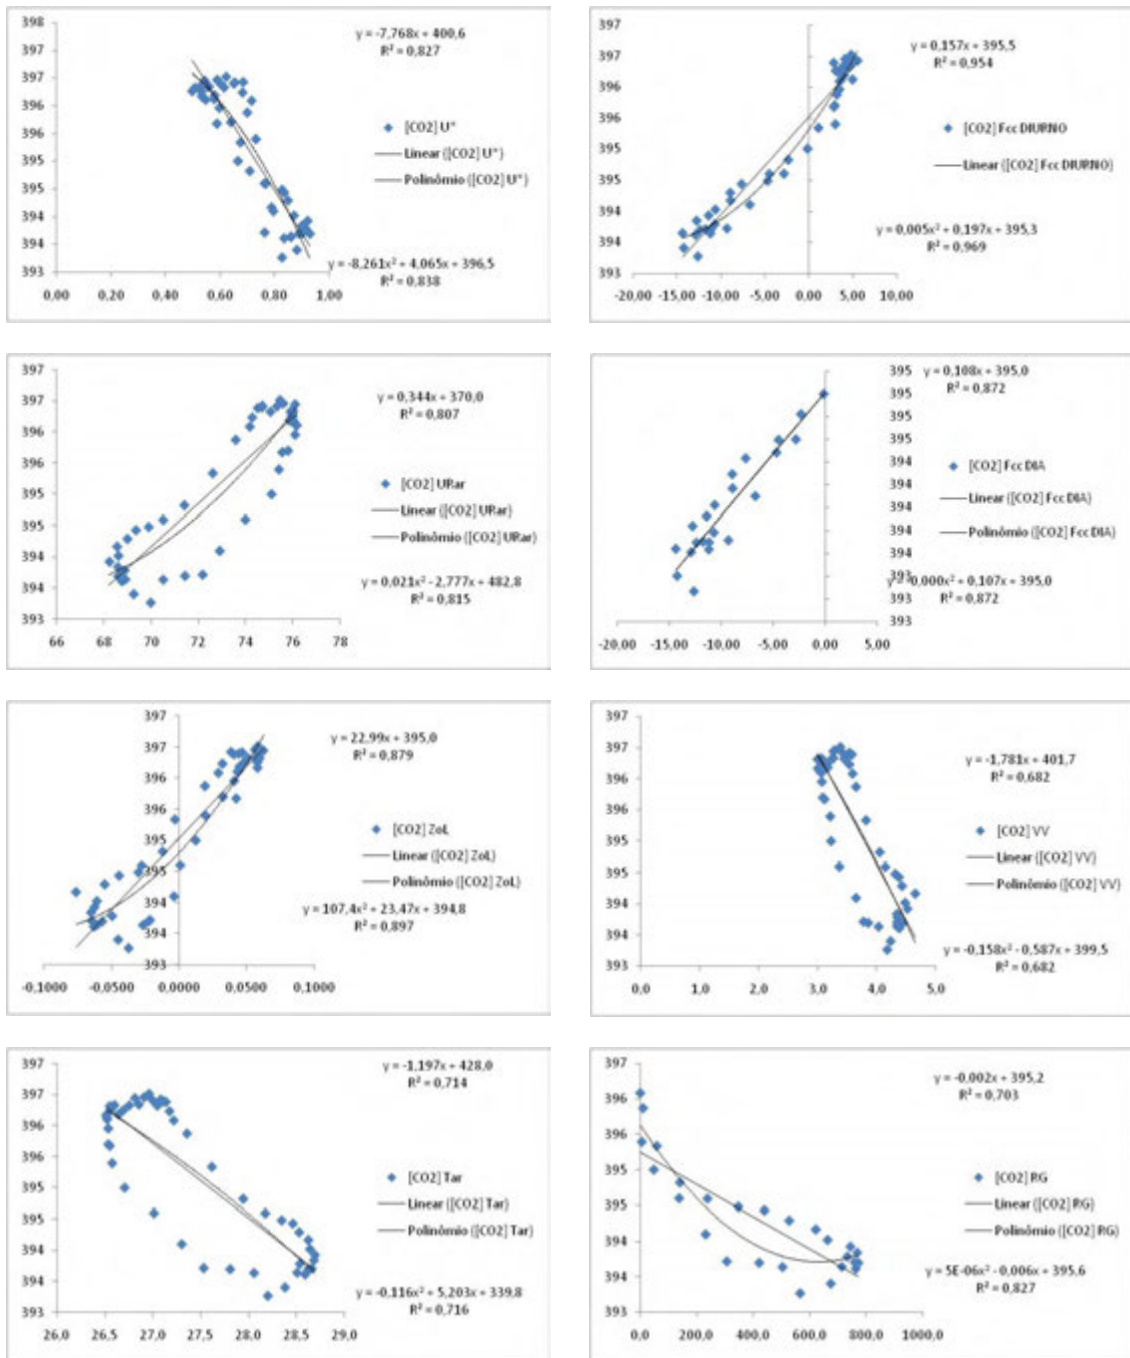 398
397
397
396
396
395
395
394
394
393
0,00 0,20 0,40 0,60 0,80 1,00
y = -7,768x + 400,6
R² = 0,827
[CO2] U*
Linear ([CO2] U*)
Polinômio ([CO2] U*)
y = -8,261x² + 4,065x + 396,5
R² = 0,838
397
397
396
396
395
395
394
394
393
-20,00 -15,00 -10,00 -5,00 0,00 5,00 10,00
y = 0,157x + 395,5
R² = 0,954
[CO2] Fcc DIURNO
Linear ([CO2] Fcc DIURNO)
y = 0,005x² + 0,197x + 395,3
R² = 0,969
397
397
396
396
395
395
394
394
393
66 68 70 72 74 76 78
y = 0,344x + 370,0
R² = 0,807
[CO2] URar
Linear ([CO2] URar)
Polinômio ([CO2] URar)
y = 0,021x² - 2,777x + 482,8
R² = 0,815
395
395
395
395
394
394
394
394
394
393
393
393
-20,00 -15,00 -10,00 -5,00 0,00 5,00
y = 0,108x + 395,0
R² = 0,872
[CO2] Fcc DIA
Linear ([CO2] Fcc DIA)
Polinômio ([CO2] Fcc DIA)
0,000x² + 0,107x + 395,0
R² = 0,872
397
397
396
396
395
395
394
394
393
-0,1000 -0,0500 0,0000 0,0500 0,1000
y = 22,99x + 395,0
R² = 0,879
[CO2] ZoL
Linear ([CO2] ZoL)
Polinômio ([CO2] ZoL)
y = 107,4x² + 23,47x + 394,8
R² = 0,897
397
397
396
396
395
395
394
394
393
0,0 1,0 2,0 3,0 4,0 5,0
y = -1,781x + 401,7
R² = 0,682
[CO2] VV
Linear ([CO2] VV)
Polinômio ([CO2] VV)
y = -0,158x² - 0,587x + 399,5
R² = 0,682
397
397
396
396
395
395
394
394
393
26,0 26,5 27,0 27,5 28,0 28,5 29,0
y = -1,197x + 428,0
R² = 0,714
[CO2] Tar
Linear ([CO2] Tar)
Polinômio ([CO2] Tar)
y = -0,116x² + 5,203x + 339,8
R² = 0,716
397
396
396
395
395
394
394
393
0,0 200,0 400,0 600,0 800,0 1000,0
y = -0,002x + 395,2
R² = 0,703
[CO2] RG
Linear ([CO2] RG)
Polinômio ([CO2] RG)
y = 5E-06x² - 0,006x + 395,6
R² = 0,827